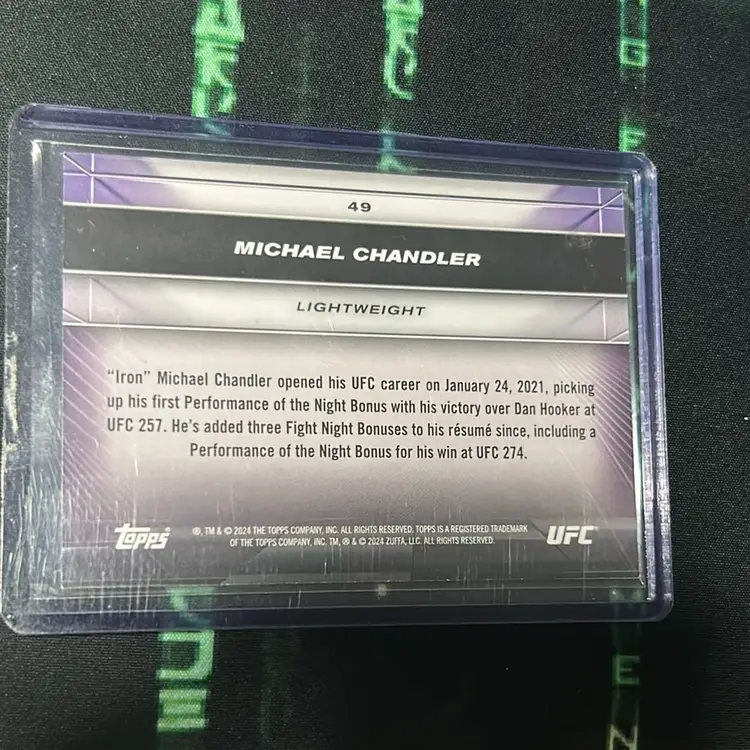 G
E
49
MICHAEL CHANDLER
LIGHTWEIGHT
“Iron” Michael Chandler opened his UFC career on January 24, 2021, picking
up his first Performance of the Night Bonus with his victory over Dan Hooker at
UFC 257. He’s added three Fight Night Bonuses to his résumé since, including a
Performance of the Night Bonus for his win at UFC 274.
topps
®, TM & © 2024 THE TOPPS COMPANY, INC. ALL RIGHTS RESERVED. TOPPS IS A REGISTERED TRADEMARK
OF THE TOPPS COMPANY, INC. TM, ® & © 2024 ZUFFA, LLC. ALL RIGHTS RESERVED.
UFC
E
N